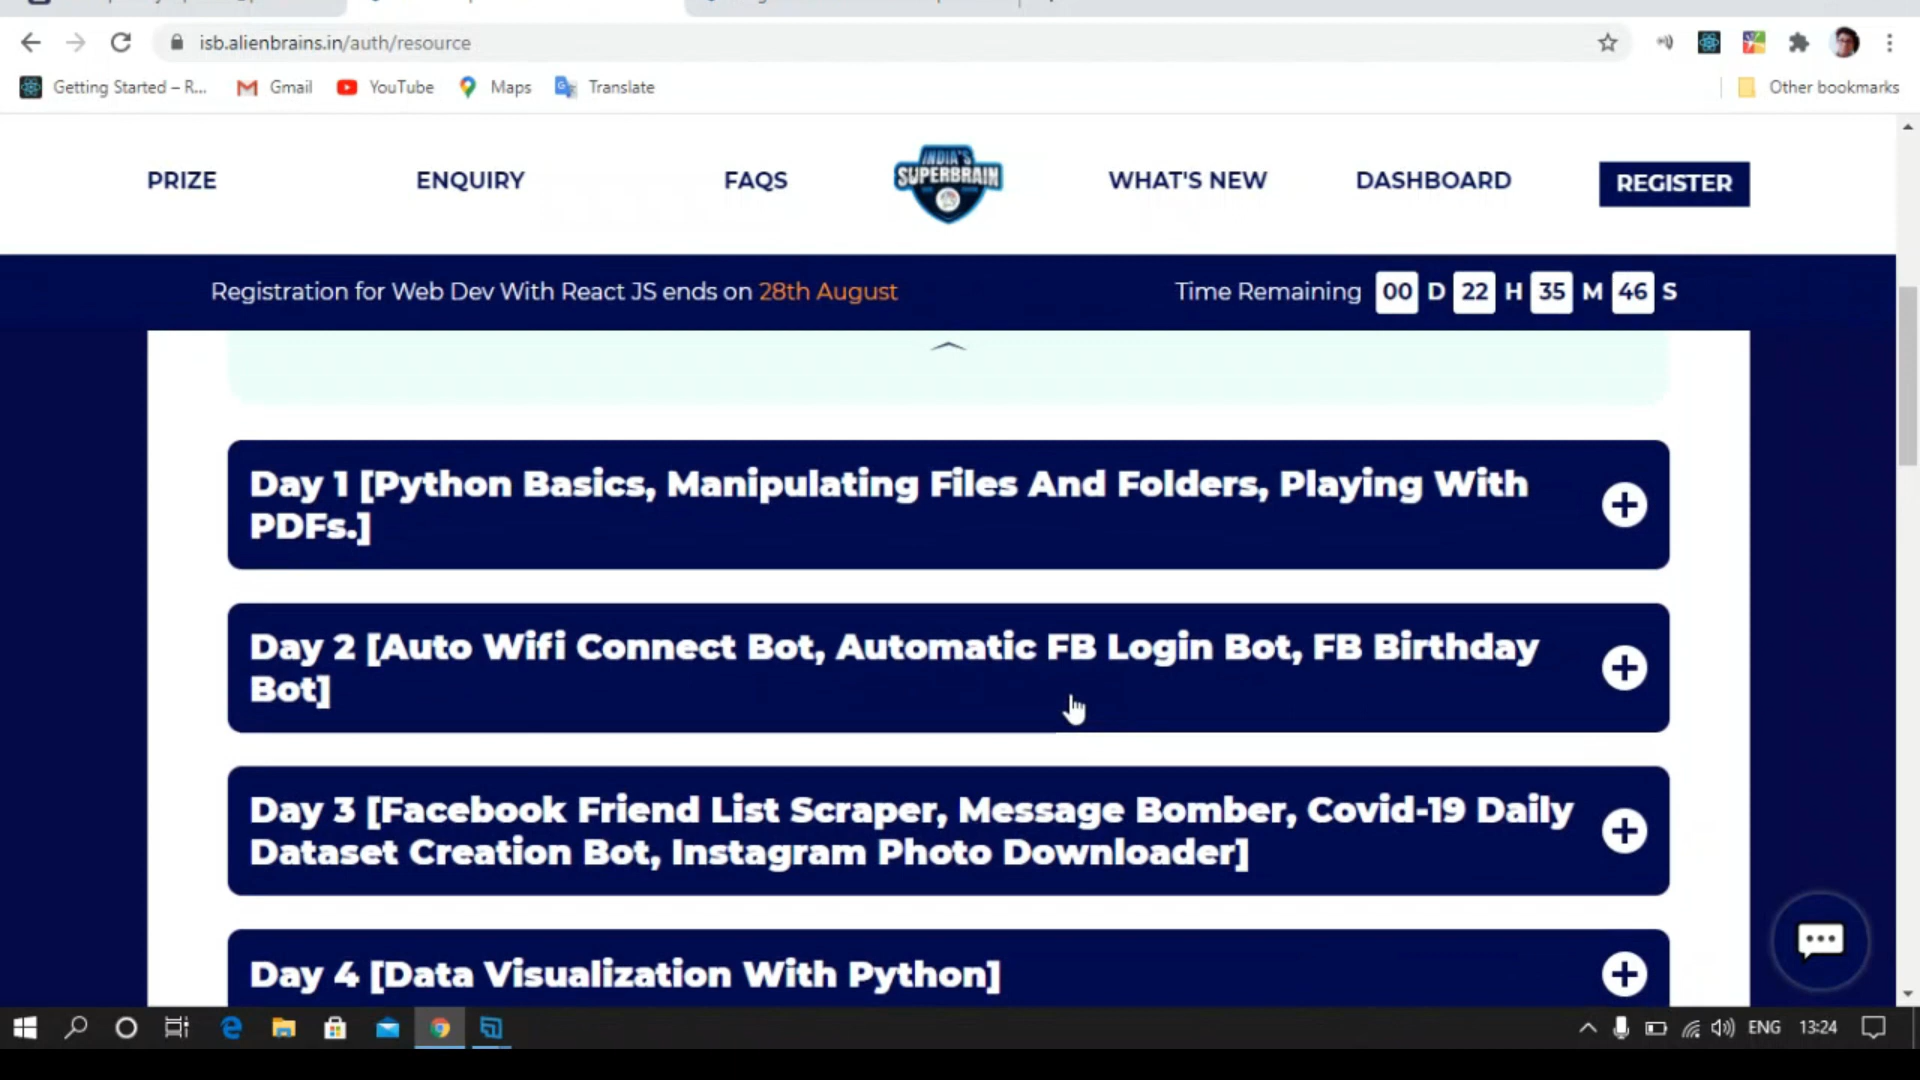 isb.alienbrains.in/auth/resource
Getting Started – R... Gmail YouTube Maps Translate Other bookmarks
PRIZE ENQUIRY FAQS INDIA'S SUPERBRAIN WHAT'S NEW DASHBOARD REGISTER
Registration for Web Dev With React JS ends on 28th August Time Remaining 00 D 22 H 35 M 46 S
Day 1 [Python Basics, Manipulating Files And Folders, Playing With
PDFs.]
Day 2 [Auto Wifi Connect Bot, Automatic FB Login Bot, FB Birthday
Bot]
Day 3 [Facebook Friend List Scraper, Message Bomber, Covid-19 Daily
Dataset Creation Bot, Instagram Photo Downloader]
Day 4 [Data Visualization With Python]
ENG 13:24